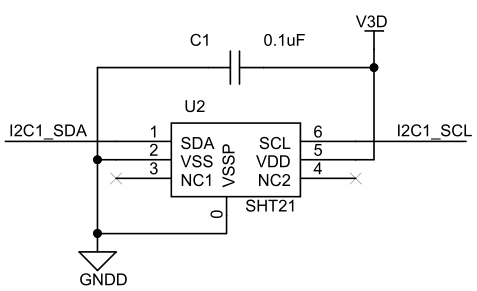 V3D
C1 0.1uF
U2
I2C1_SDA 1 SDA SCL 6 I2C1_SCL
2 VSS VSSP VDD 5
3 NC1 NC2 4
0 SHT21
GNDD